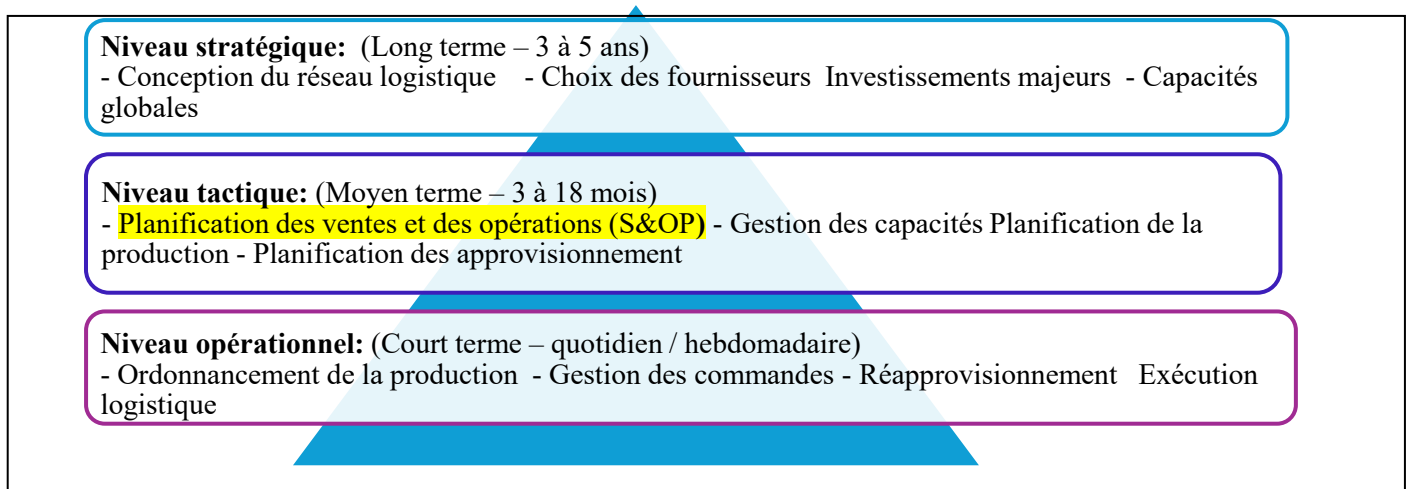 Niveau stratégique: (Long terme – 3 à 5 ans)
- Conception du réseau logistique - Choix des fournisseurs Investissements majeurs - Capacités
globales
Niveau tactique: (Moyen terme – 3 à 18 mois)
- Planification des ventes et des opérations (S&OP) - Gestion des capacités Planification de la
production - Planification des approvisionnement
Niveau opérationnel: (Court terme – quotidien / hebdomadaire)
- Ordonnancement de la production - Gestion des commandes - Réapprovisionnement Exécution
logistique